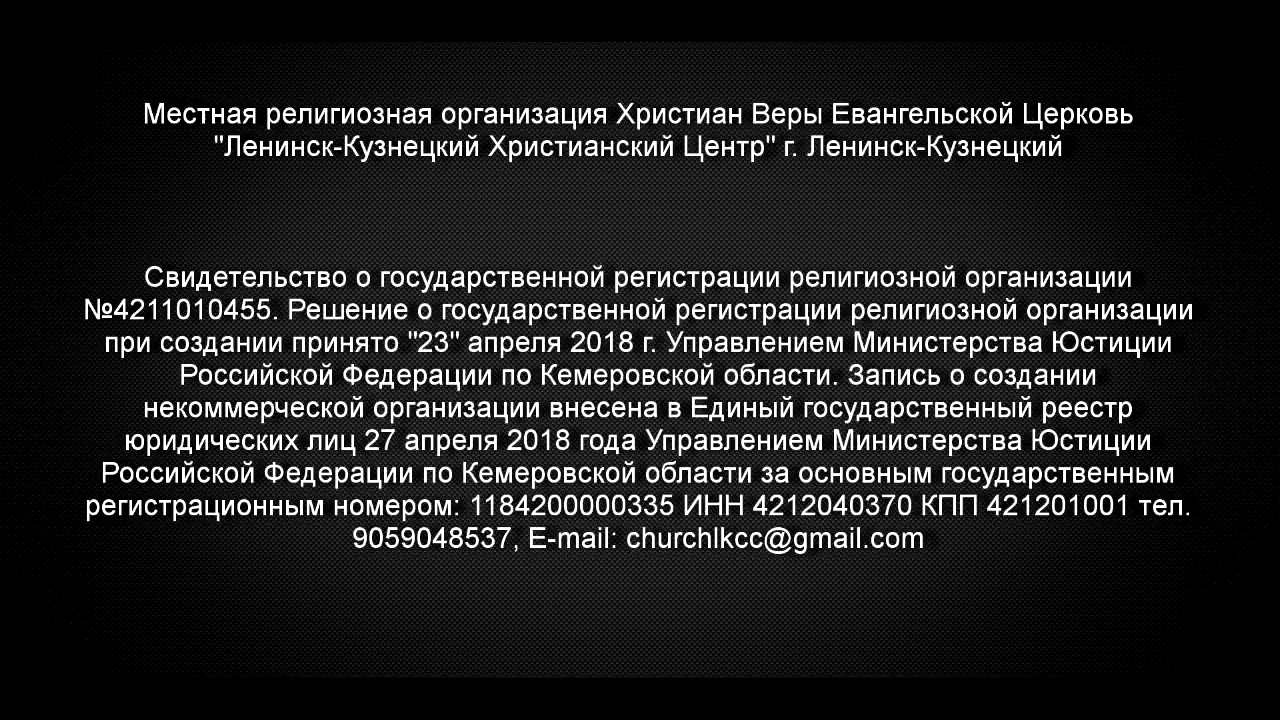 Местная религиозная организация Христиан Веры Евангельской Церковь
"Ленинск-Кузнецкий Христианский Центр" г. Ленинск-Кузнецкий
Свидетельство о государственной регистрации религиозной организации
№4211010455. Решение о государственной регистрации религиозной организации
при создании принято "23" апреля 2018 г. Управлением Министерства Юстиции
Российской Федерации по Кемеровской области. Запись о создании
некоммерческой организации внесена в Единый государственный реестр
юридических лиц 27 апреля 2018 года Управлением Министерства Юстиции
Российской Федерации по Кемеровской области за основным государственным
регистрационным номером: 1184200000335 ИНН 4212040370 КПП 421201001 тел.
9059048537, E-mail: churchlkcc@gmail.com